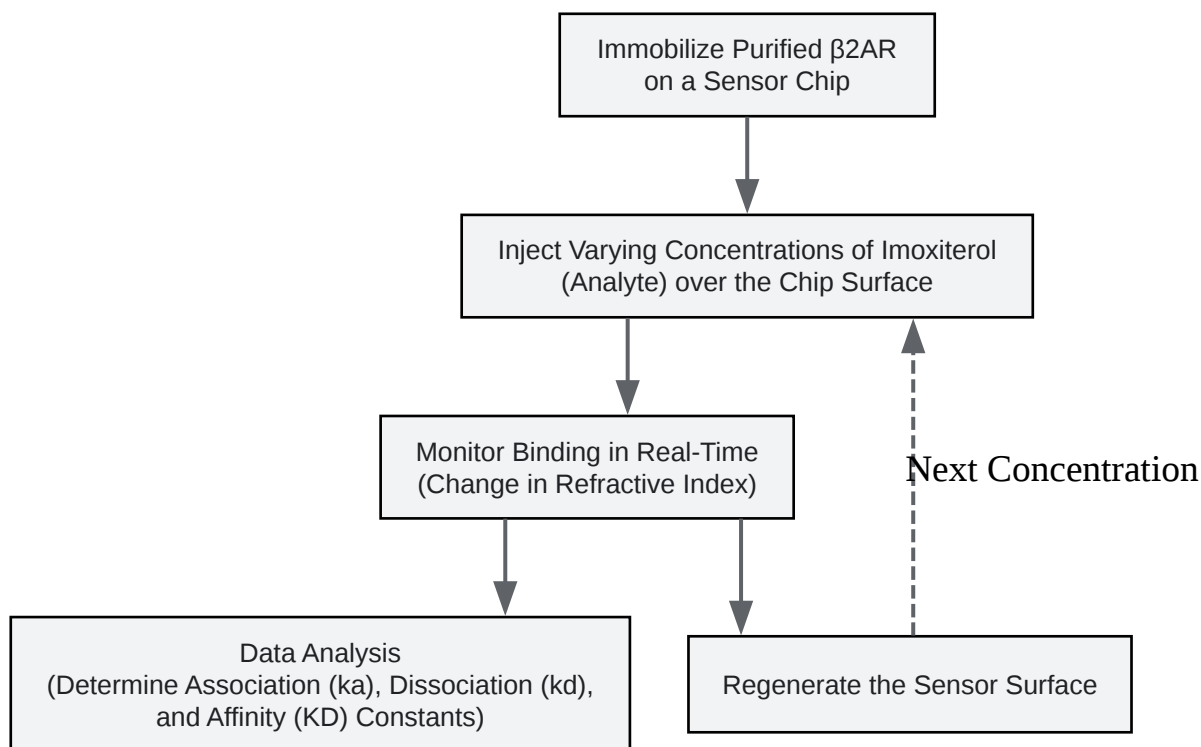 Immobilize Purified β2AR
on a Sensor Chip
Inject Varying Concentrations of Imoxiterol
(Analyte) over the Chip Surface
Monitor Binding in Real-Time
(Change in Refractive Index)
Next Concentration
Data Analysis
(Determine Association (ka), Dissociation (kd),
and Affinity (KD) Constants)
Regenerate the Sensor Surface